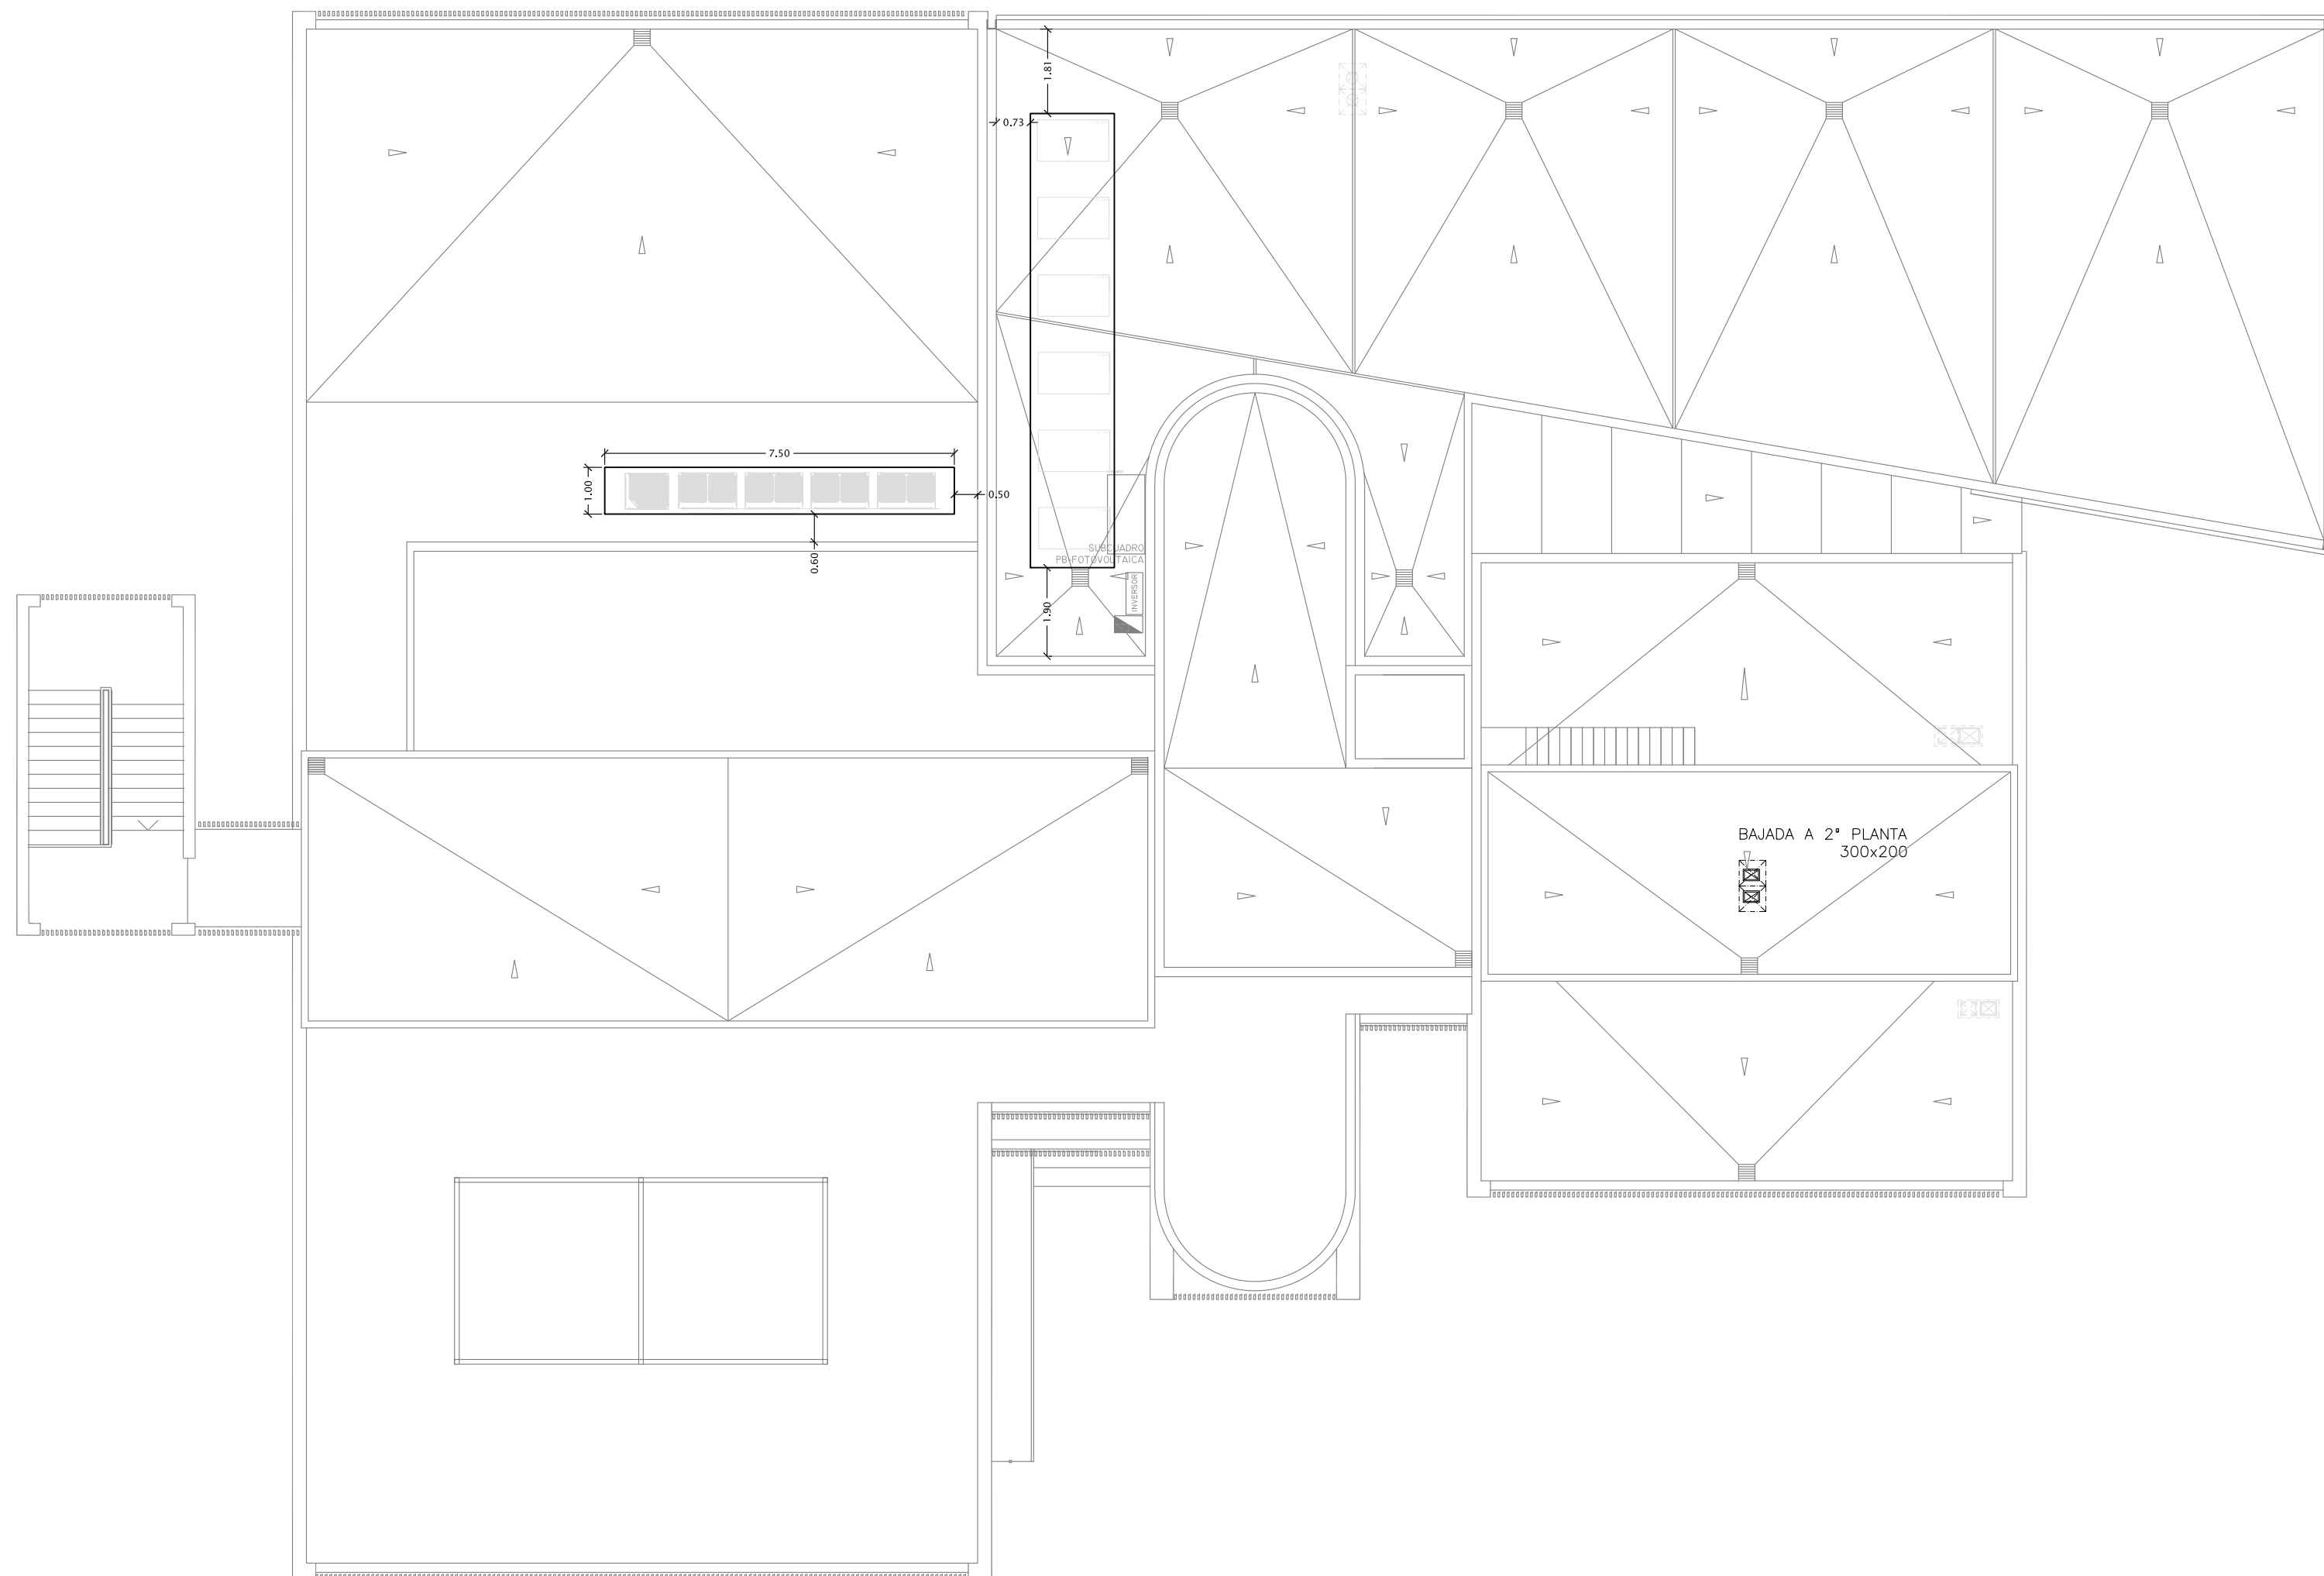 1.81
0.73
7.50
1.00
0.50
0.60
SUBCUADRO
PB-FOTOVOLTAICA
INVERSOR
1.90
BAJADA A 2ª PLANTA
300x200